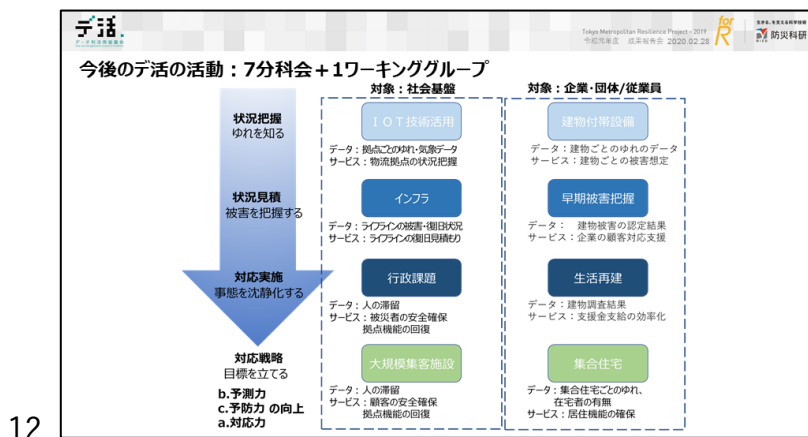 デ活.
データ利活用協議会
Tokyo Metropolitan Resilience Project - 2019
令和元年度 成果報告会 2020.02.28
for R
生きる、を支える科学技術
NIED 防災科研
今後のデ活の活動：7分科会＋1ワーキンググループ
対象：社会基盤
対象：企業・団体/従業員
状況把握
ゆれを知る
IOT技術活用
データ：拠点ごとのゆれ・気象データ
サービス：物流拠点の状況把握
建物付帯設備
データ：建物ごとのゆれのデータ
サービス：建物ごとの被害想定
状況見積
被害を把握する
インフラ
データ：ライフラインの被害・復旧状況
サービス：ライフラインの復旧見積もり
早期被害把握
データ： 建物被害の認定結果
サービス：企業の顧客対応支援
対応実施
事態を沈静化する
行政課題
データ：人の滞留
サービス：被災者の安全確保
拠点機能の回復
生活再建
データ：建物調査結果
サービス：支援金支給の効率化
対応戦略
目標を立てる
b.予測力
c.予防力 の向上
a.対応力
大規模集客施設
データ：人の滞留
サービス：顧客の安全確保
拠点機能の回復
集合住宅
データ：集合住宅ごとのゆれ、
在宅者の有無
サービス：居住機能の確保
12